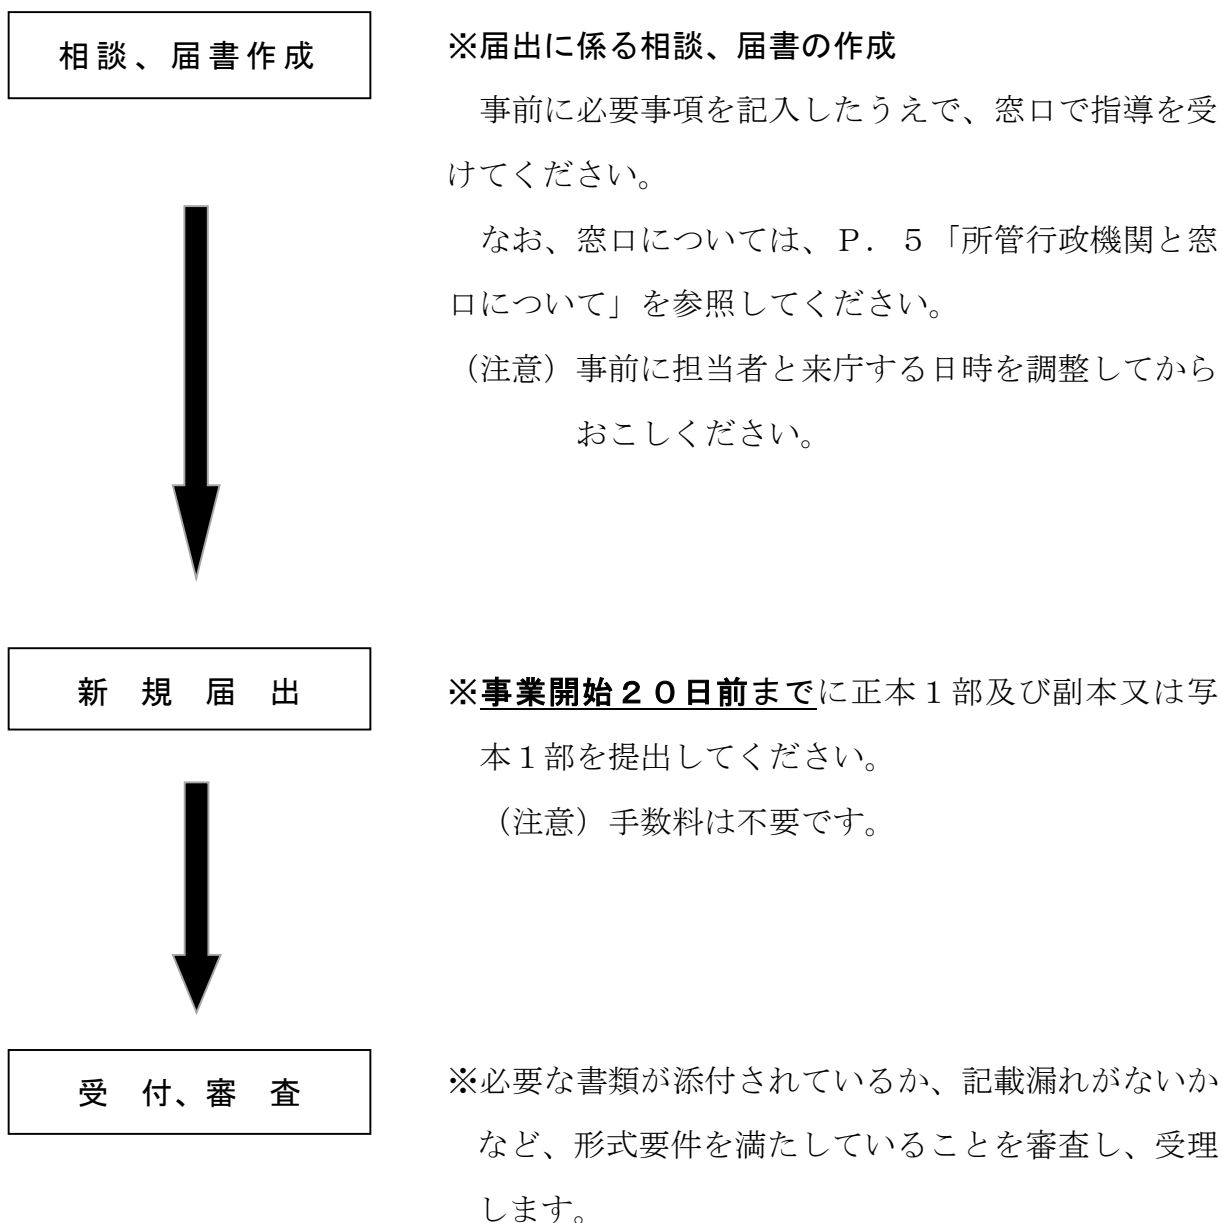 相談、届書作成
※届出に係る相談、届書の作成
事前に必要事項を記入したうえで、窓口で指導を受
けてください。
なお、窓口については、Ｐ．５「所管行政機関と窓
口について」を参照してください。
（注意）事前に担当者と来庁する日時を調整してから
おこしください。
新　規　届　出
※事業開始２０日前までに正本１部及び副本又は写
本１部を提出してください。
（注意）手数料は不要です。
受　付、審　査
※必要な書類が添付されているか、記載漏れがないか
など、形式要件を満たしていることを審査し、受理
します。